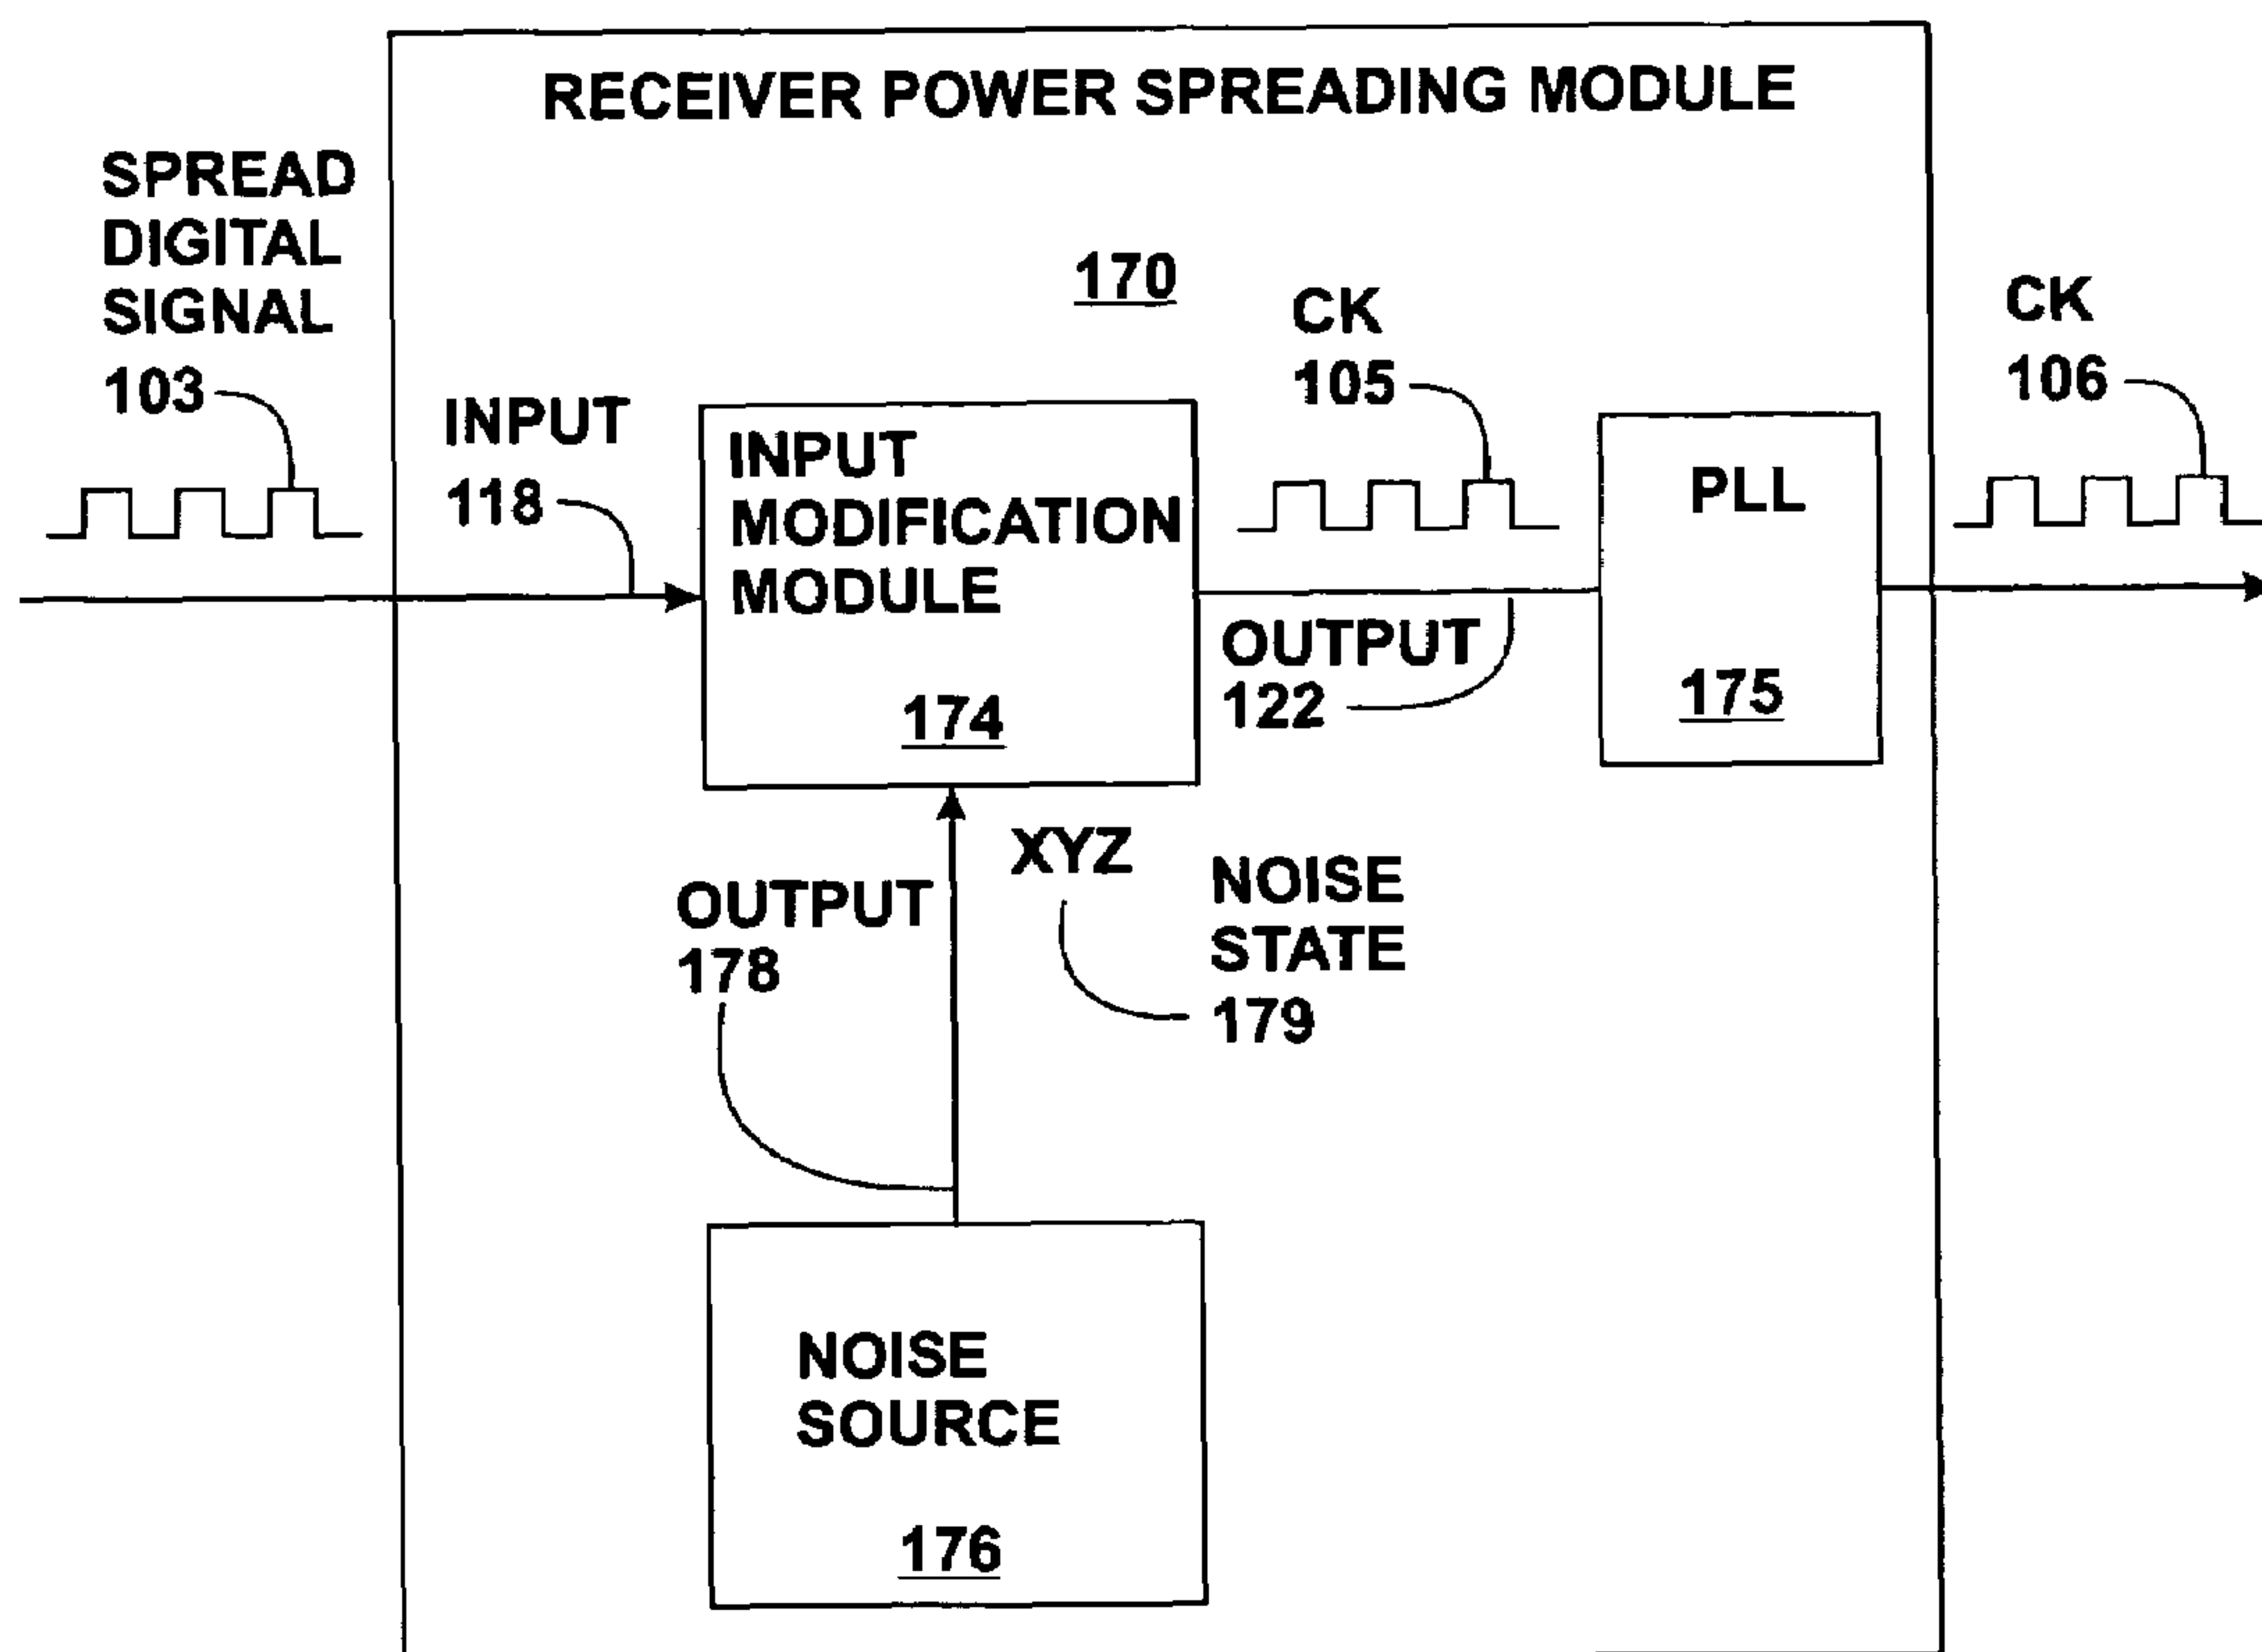 RECEIVER POWER SPREADING MODULE
SPREAD
DIGITAL
SIGNAL
103
170
CK
105
CK
106
INPUT
118
INPUT
MODIFICATION
MODULE
174
PLL
175
OUTPUT
122
XYZ
NOISE
STATE
179
OUTPUT
178
NOISE
SOURCE
176